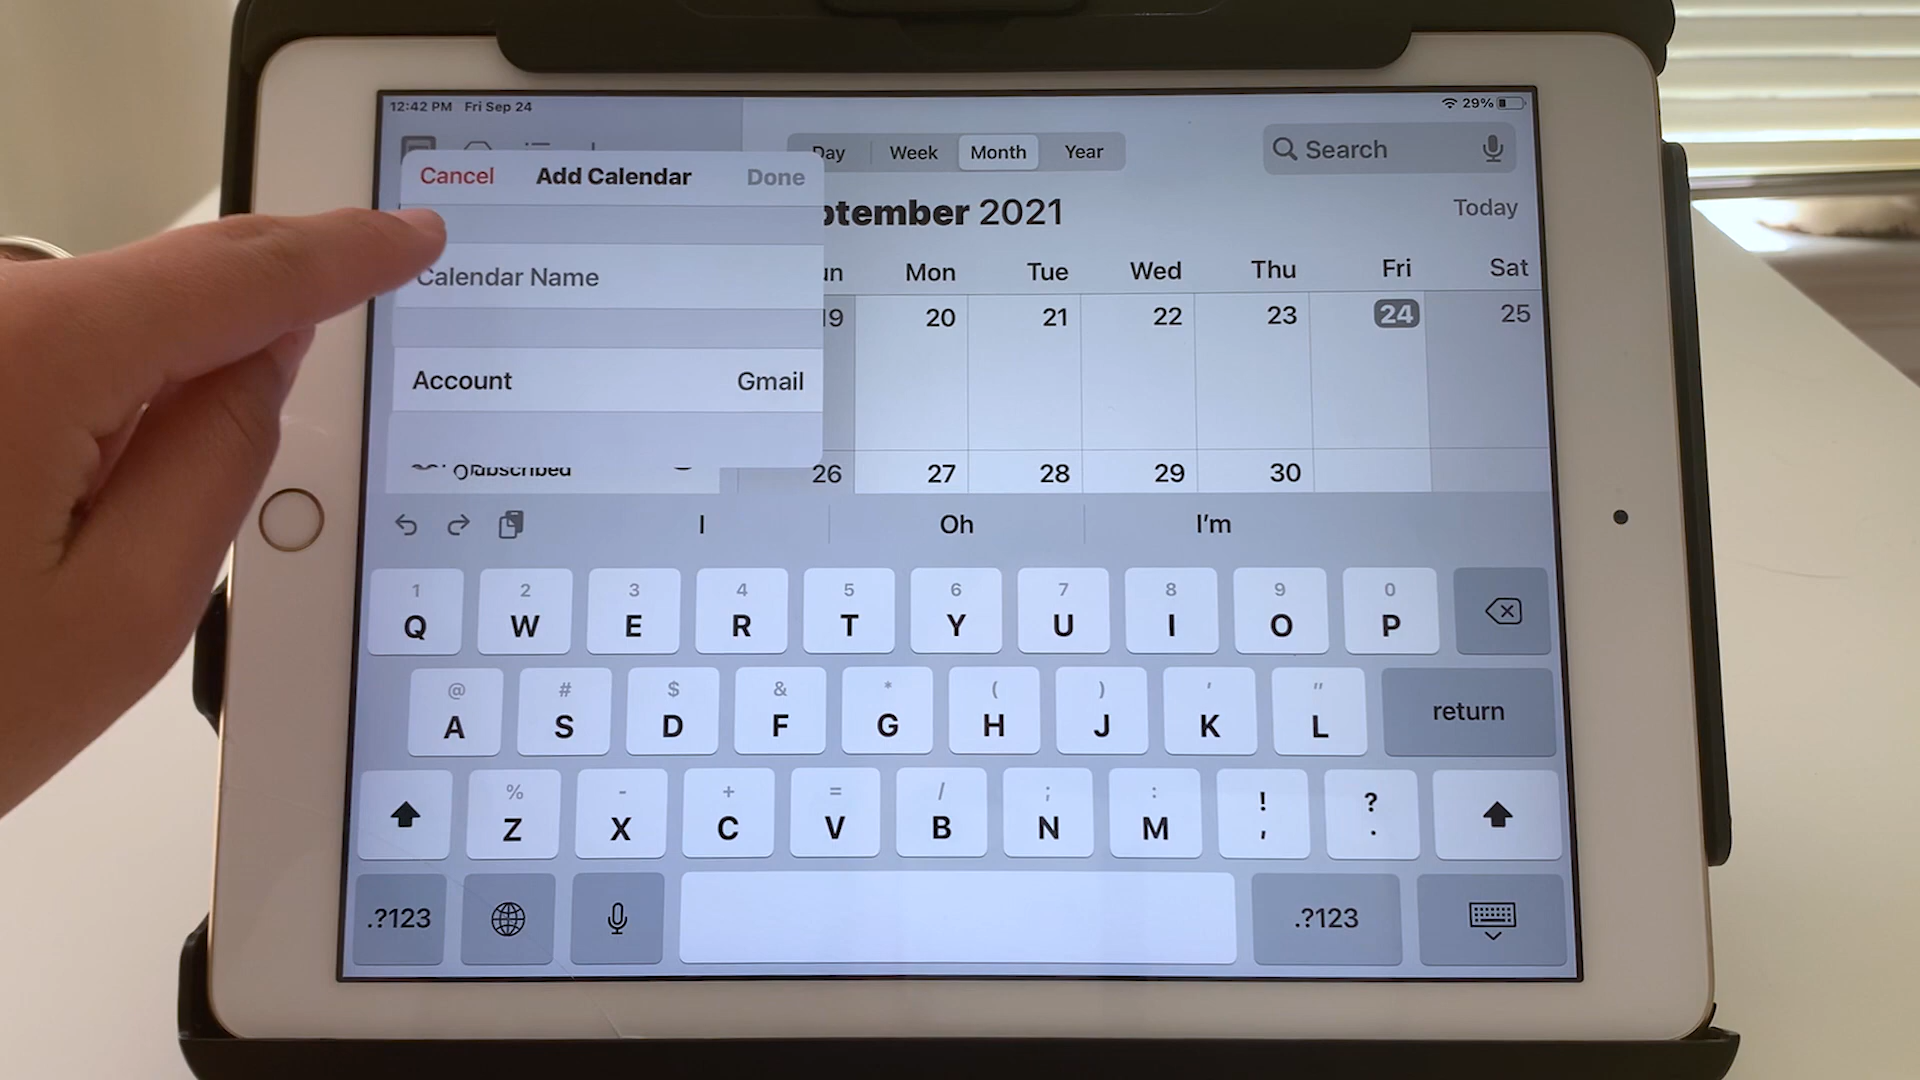 12:42 PM Fri Sep 24
29%
Day Week Month Year
Search
Cancel Add Calendar Done
2021
Today
Calendar Name
Mon Tue Wed Thu Fri Sat
20 21 22 23 24 25
Account Gmail
26 27 28 29 30
I Oh I'm
1 2 3 4 5 6 7 8 9 0
Q W E R T Y U I O P
@ # $ & * ( ) ' "
A S D F G H J K L return
% - + = / ; : ! ?
Z X C V B N M , .
.?123 .?123